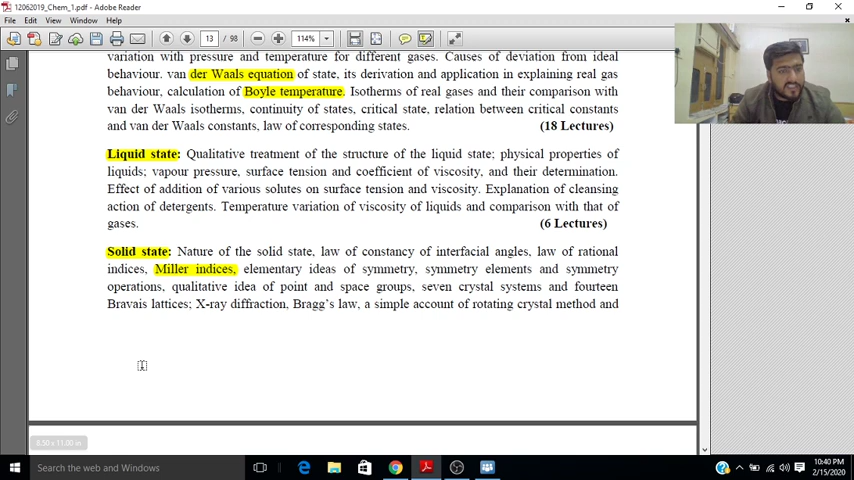 12062019_Chem_1.pdf - Adobe Reader
File Edit View Window Help
13 / 98 114%
variation with pressure and temperature for different gases. Causes of deviation from ideal
behaviour. van der Waals equation of state, its derivation and application in explaining real gas
behaviour, calculation of Boyle temperature. Isotherms of real gases and their comparison with
van der Waals isotherms, continuity of states, critical state, relation between critical constants
and van der Waals constants, law of corresponding states. (18 Lectures)
Liquid state: Qualitative treatment of the structure of the liquid state; physical properties of
liquids; vapour pressure, surface tension and coefficient of viscosity, and their determination.
Effect of addition of various solutes on surface tension and viscosity. Explanation of cleansing
action of detergents. Temperature variation of viscosity of liquids and comparison with that of
gases. (6 Lectures)
Solid state: Nature of the solid state, law of constancy of interfacial angles, law of rational
indices, Miller indices, elementary ideas of symmetry, symmetry elements and symmetry
operations, qualitative idea of point and space groups, seven crystal systems and fourteen
Bravais lattices; X-ray diffraction, Bragg's law, a simple account of rotating crystal method and
8.50 x 11.00 in
Search the web and Windows
10:40 PM
2/15/2020